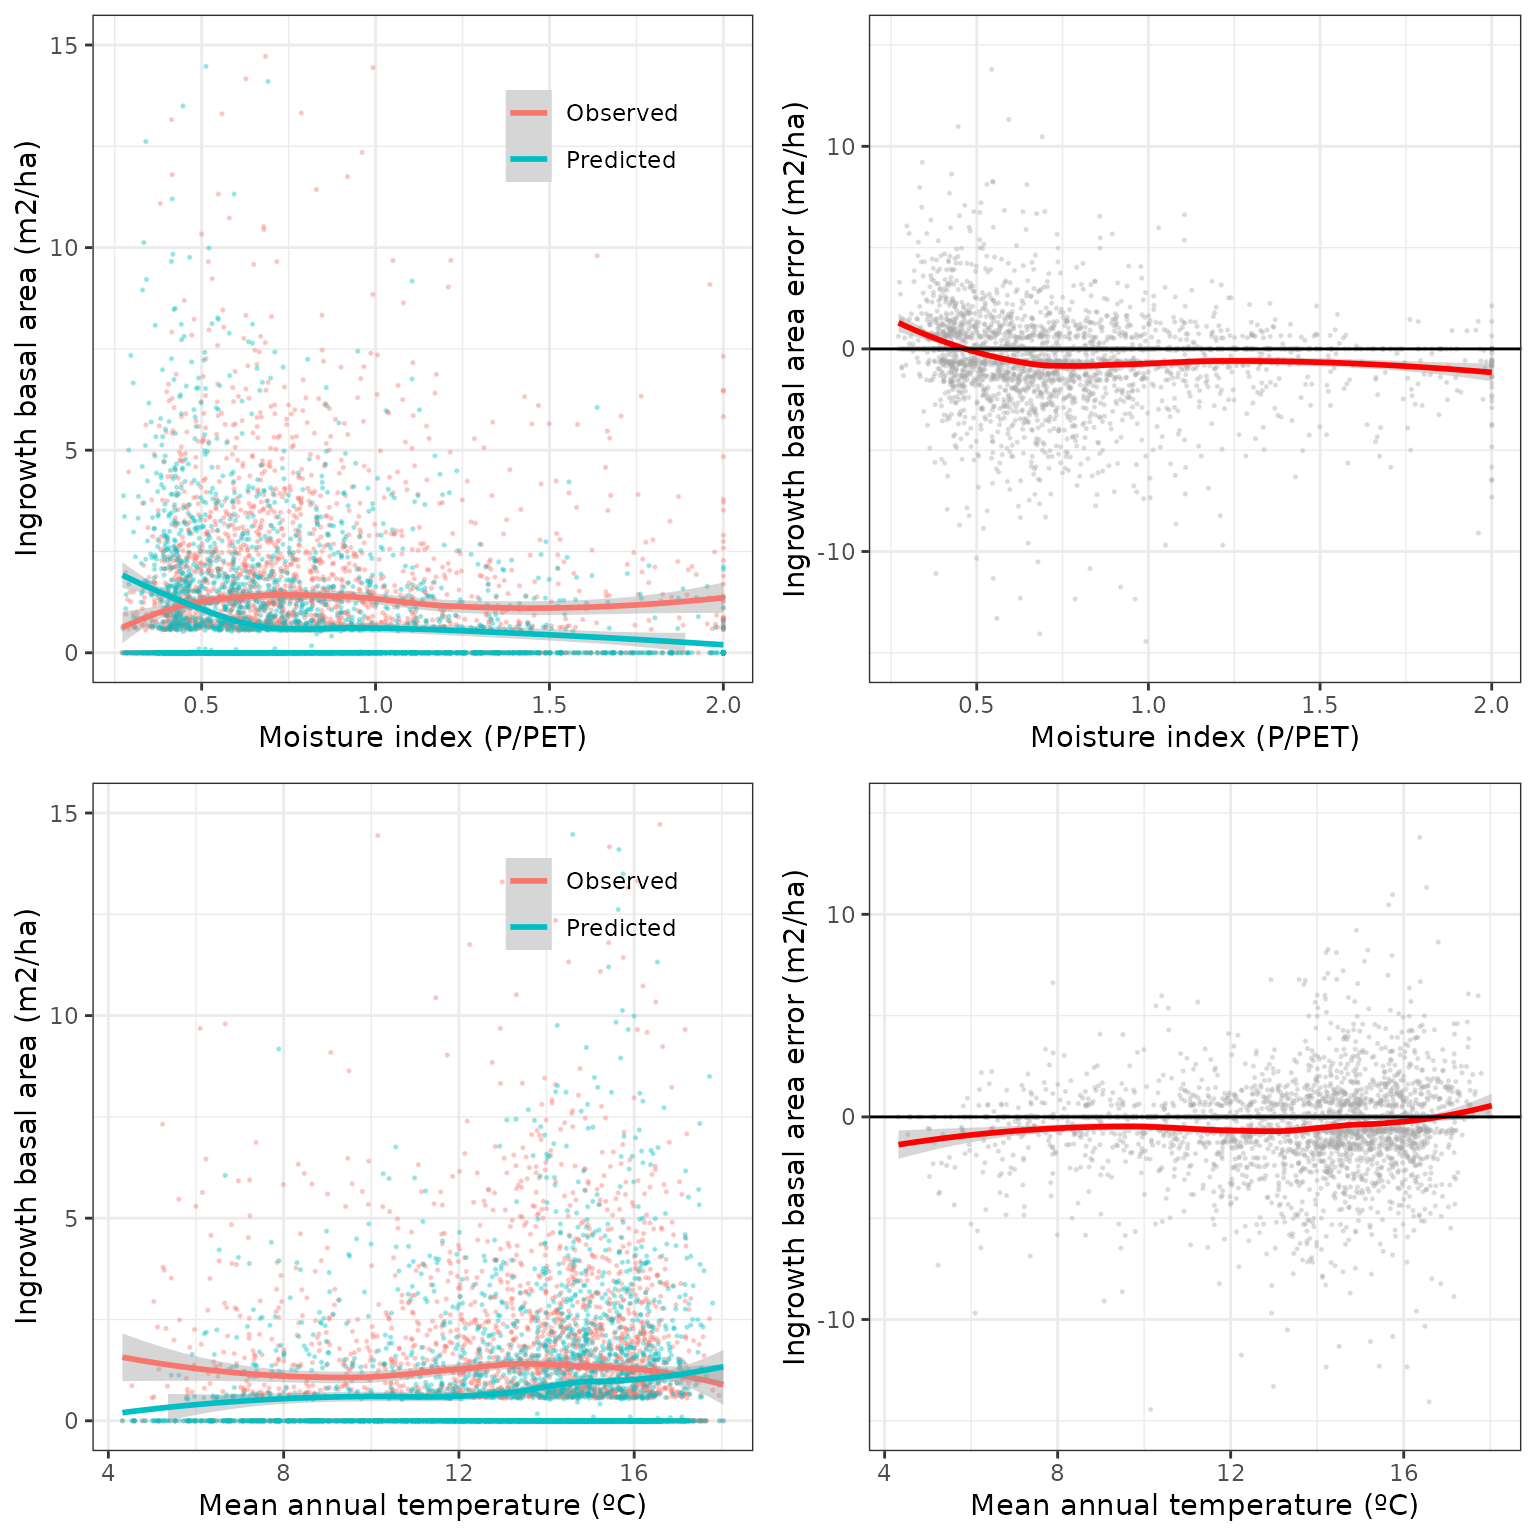 Ingrowth basal area (m2/ha)
15
10
5
0
Observed
Predicted
0.5 1.0 1.5 2.0
Moisture index (P/PET)
Ingrowth basal area error (m2/ha)
10
0
-10
0.5 1.0 1.5 2.0
Moisture index (P/PET)
Ingrowth basal area (m2/ha)
15
10
5
0
Observed
Predicted
4 8 12 16
Mean annual temperature (ºC)
Ingrowth basal area error (m2/ha)
10
0
-10
4 8 12 16
Mean annual temperature (ºC)